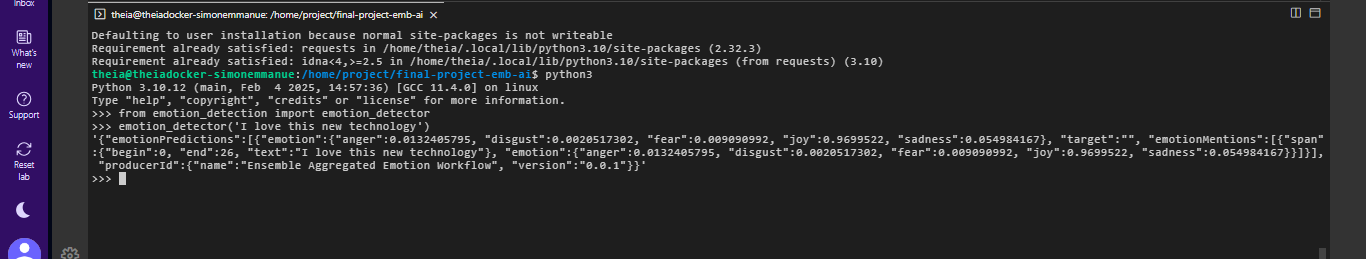 Inbox
What's
new
Support
Reset
lab
theia@theiadocker-simonemmanue: /home/project/final-project-emb-ai ×
Defaulting to user installation because normal site-packages is not writeable
Requirement already satisfied: requests in /home/theia/.local/lib/python3.10/site-packages (2.32.3)
Requirement already satisfied: idna<4,>=2.5 in /home/theia/.local/lib/python3.10/site-packages (from requests) (3.10)
theia@theiadocker-simonemmanue:/home/project/final-project-emb-ai$ python3
Python 3.10.12 (main, Feb  4 2025, 14:57:36) [GCC 11.4.0] on linux
Type "help", "copyright", "credits" or "license" for more information.
>>> from emotion_detection import emotion_detector
>>> emotion_detector('I love this new technology')
'{"emotionPredictions":[{"emotion":{"anger":0.0132405795, "disgust":0.0020517302, "fear":0.009090992, "joy":0.9699522, "sadness":0.054984167}, "target":"", "emotionMentions":[{"span"
:{"begin":0, "end":26, "text":"I love this new technology"}, "emotion":{"anger":0.0132405795, "disgust":0.0020517302, "fear":0.009090992, "joy":0.9699522, "sadness":0.054984167}}]}],
"producerId":{"name":"Ensemble Aggregated Emotion Workflow", "version":"0.0.1"}}'
>>>